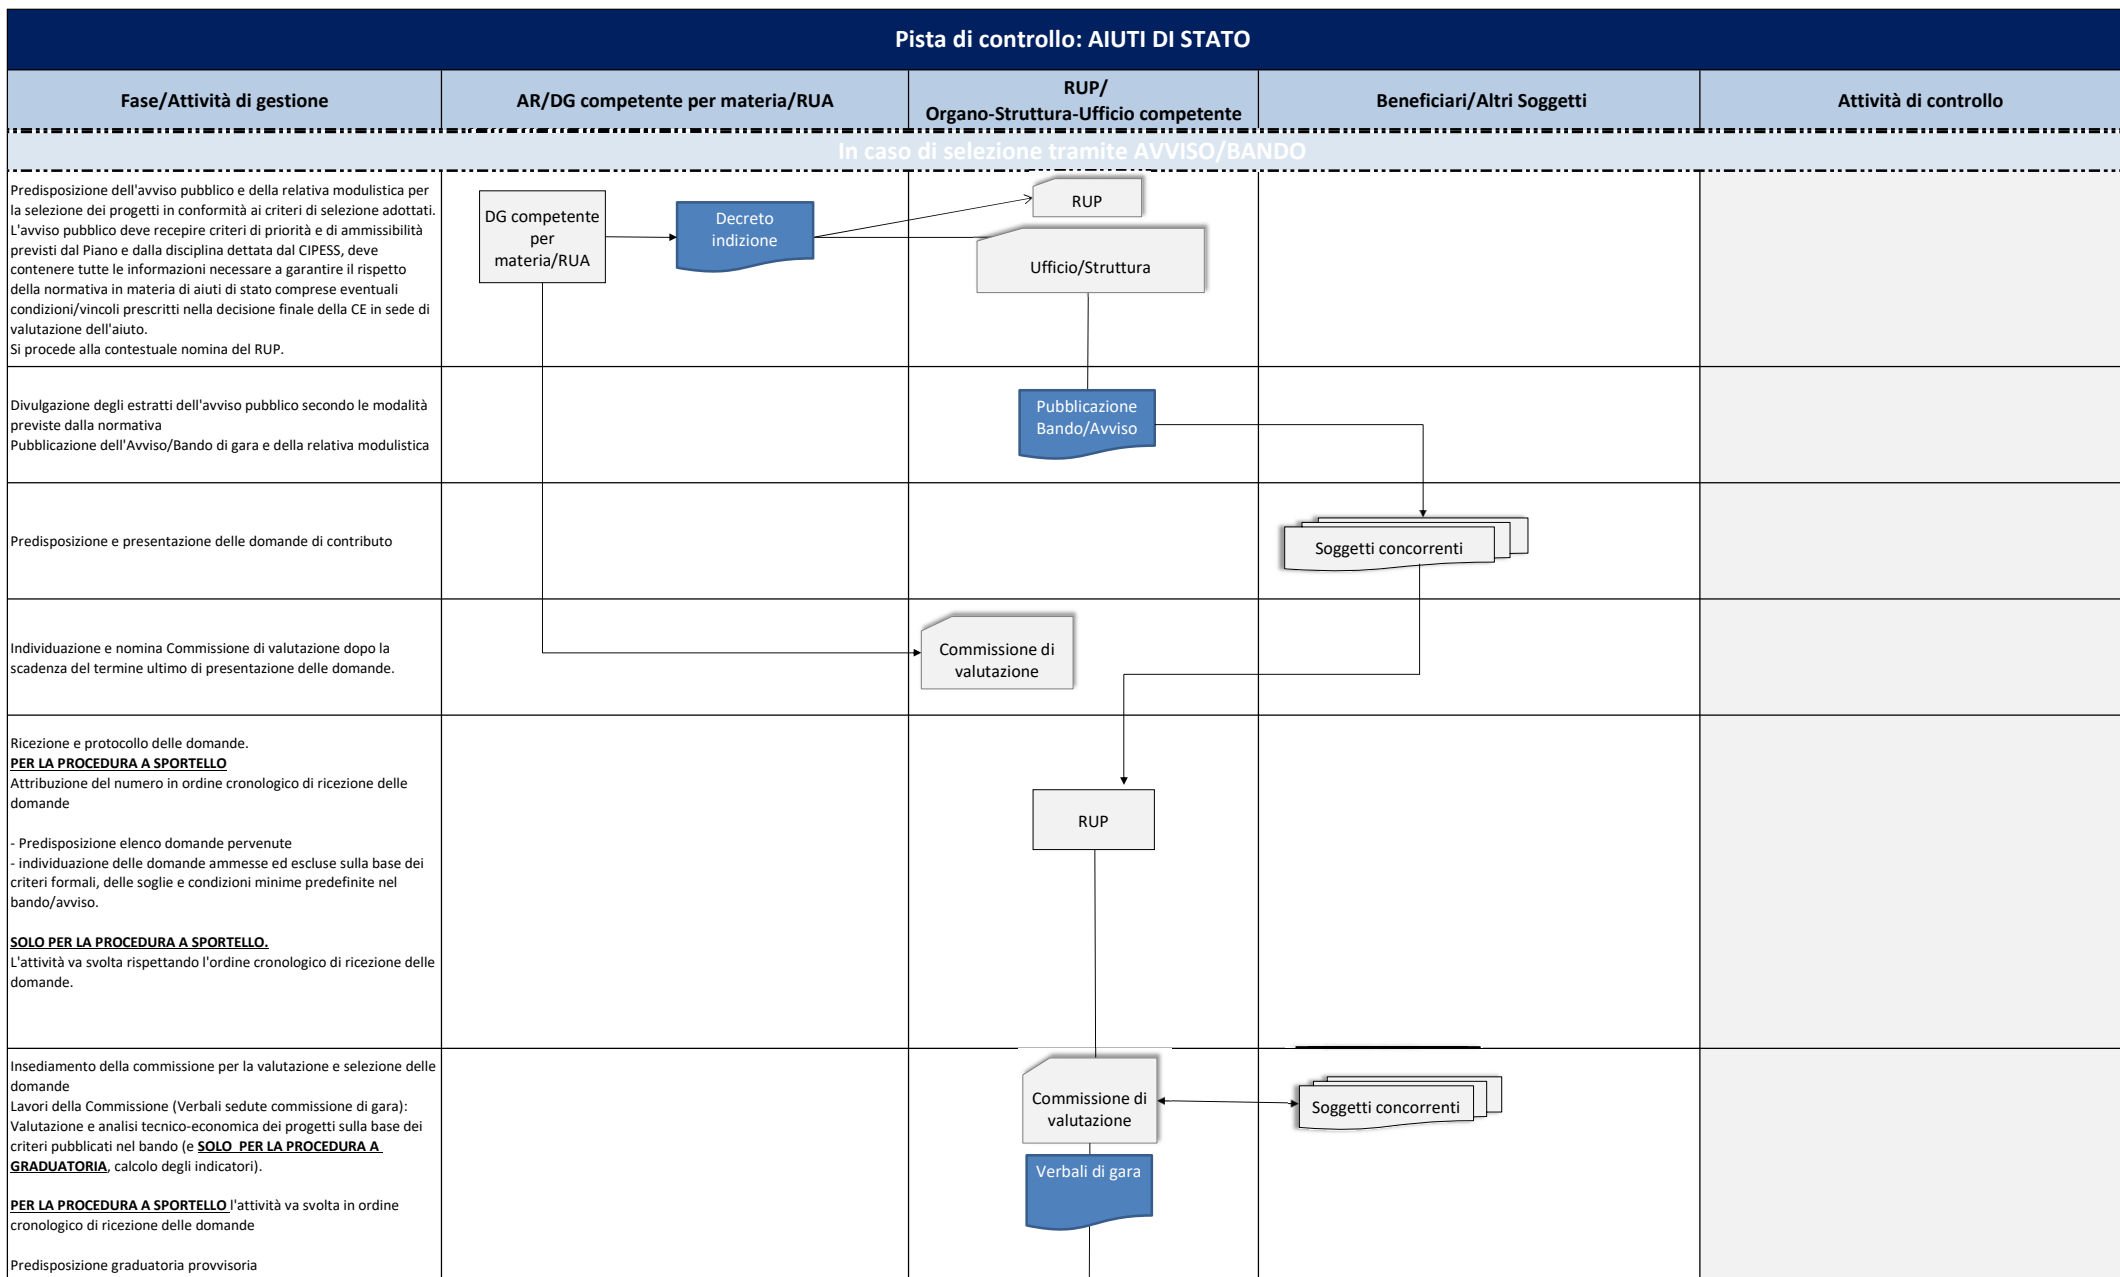 Pista di controllo: AIUTI DI STATO
Fase/Attività di gestione
AR/DG competente per materia/RUA
RUP/
Organo-Struttura-Ufficio competente
Beneficiari/Altri Soggetti
Attività di controllo
In caso di selezione tramite AVVISO/BANDO
Predisposizione dell'avviso pubblico e della relativa modulistica per
la selezione dei progetti in conformità ai criteri di selezione adottati.
L'avviso pubblico deve recepire criteri di priorità e di ammissibilità
previsti dal Piano e dalla disciplina dettata dal CIPESS, deve
contenere tutte le informazioni necessare a garantire il rispetto
della normativa in materia di aiuti di stato comprese eventuali
condizioni/vincoli prescritti nella decisione finale della CE in sede di
valutazione dell'aiuto.
Si procede alla contestuale nomina del RUP.
DG competente
per
materia/RUA
Decreto
indizione
RUP
Ufficio/Struttura
Divulgazione degli estratti dell'avviso pubblico secondo le modalità
previste dalla normativa
Pubblicazione dell'Avviso/Bando di gara e della relativa modulistica
Pubblicazione
Bando/Avviso
Predisposizione e presentazione delle domande di contributo
Soggetti concorrenti
Individuazione e nomina Commissione di valutazione dopo la
scadenza del termine ultimo di presentazione delle domande.
Commissione di
valutazione
Ricezione e protocollo delle domande.
PER LA PROCEDURA A SPORTELLO
Attribuzione del numero in ordine cronologico di ricezione delle
domande
- Predisposizione elenco domande pervenute
- individuazione delle domande ammesse ed escluse sulla base dei
criteri formali, delle soglie e condizioni minime predefinite nel
bando/avviso.
SOLO PER LA PROCEDURA A SPORTELLO.
L'attività va svolta rispettando l'ordine cronologico di ricezione delle
domande.
RUP
Insediamento della commissione per la valutazione e selezione delle
domande
Lavori della Commissione (Verbali sedute commissione di gara):
Valutazione e analisi tecnico-economica dei progetti sulla base dei
criteri pubblicati nel bando (e SOLO PER LA PROCEDURA A
GRADUATORIA, calcolo degli indicatori).
PER LA PROCEDURA A SPORTELLO l'attività va svolta in ordine
cronologico di ricezione delle domande
Predisposizione graduatoria provvisoria
Commissione di
valutazione
Soggetti concorrenti
Verbali di gara